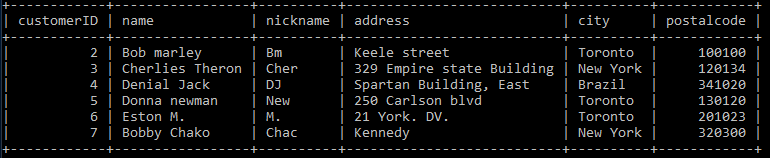 +------------+-----------------+----------+---------------------------+----------+------------+
| customerID | name            | nickname | address                   | city     | postalcode |
+------------+-----------------+----------+---------------------------+----------+------------+
|          2 | Bob marley      | Bm       | Keele street              | Toronto  |     100100 |
|          3 | Cherlies Theron | Cher     | 329 Empire state Building | New York |     120134 |
|          4 | Denial Jack     | DJ       | Spartan Building, East    | Brazil   |     341020 |
|          5 | Donna newman    | New      | 250 Carlson blvd          | Toronto  |     130120 |
|          6 | Eston M.        | M.       | 21 York. DV.              | Toronto  |     201023 |
|          7 | Bobby Chako     | Chac     | Kennedy                   | New York |     320300 |
+------------+-----------------+----------+---------------------------+----------+------------+